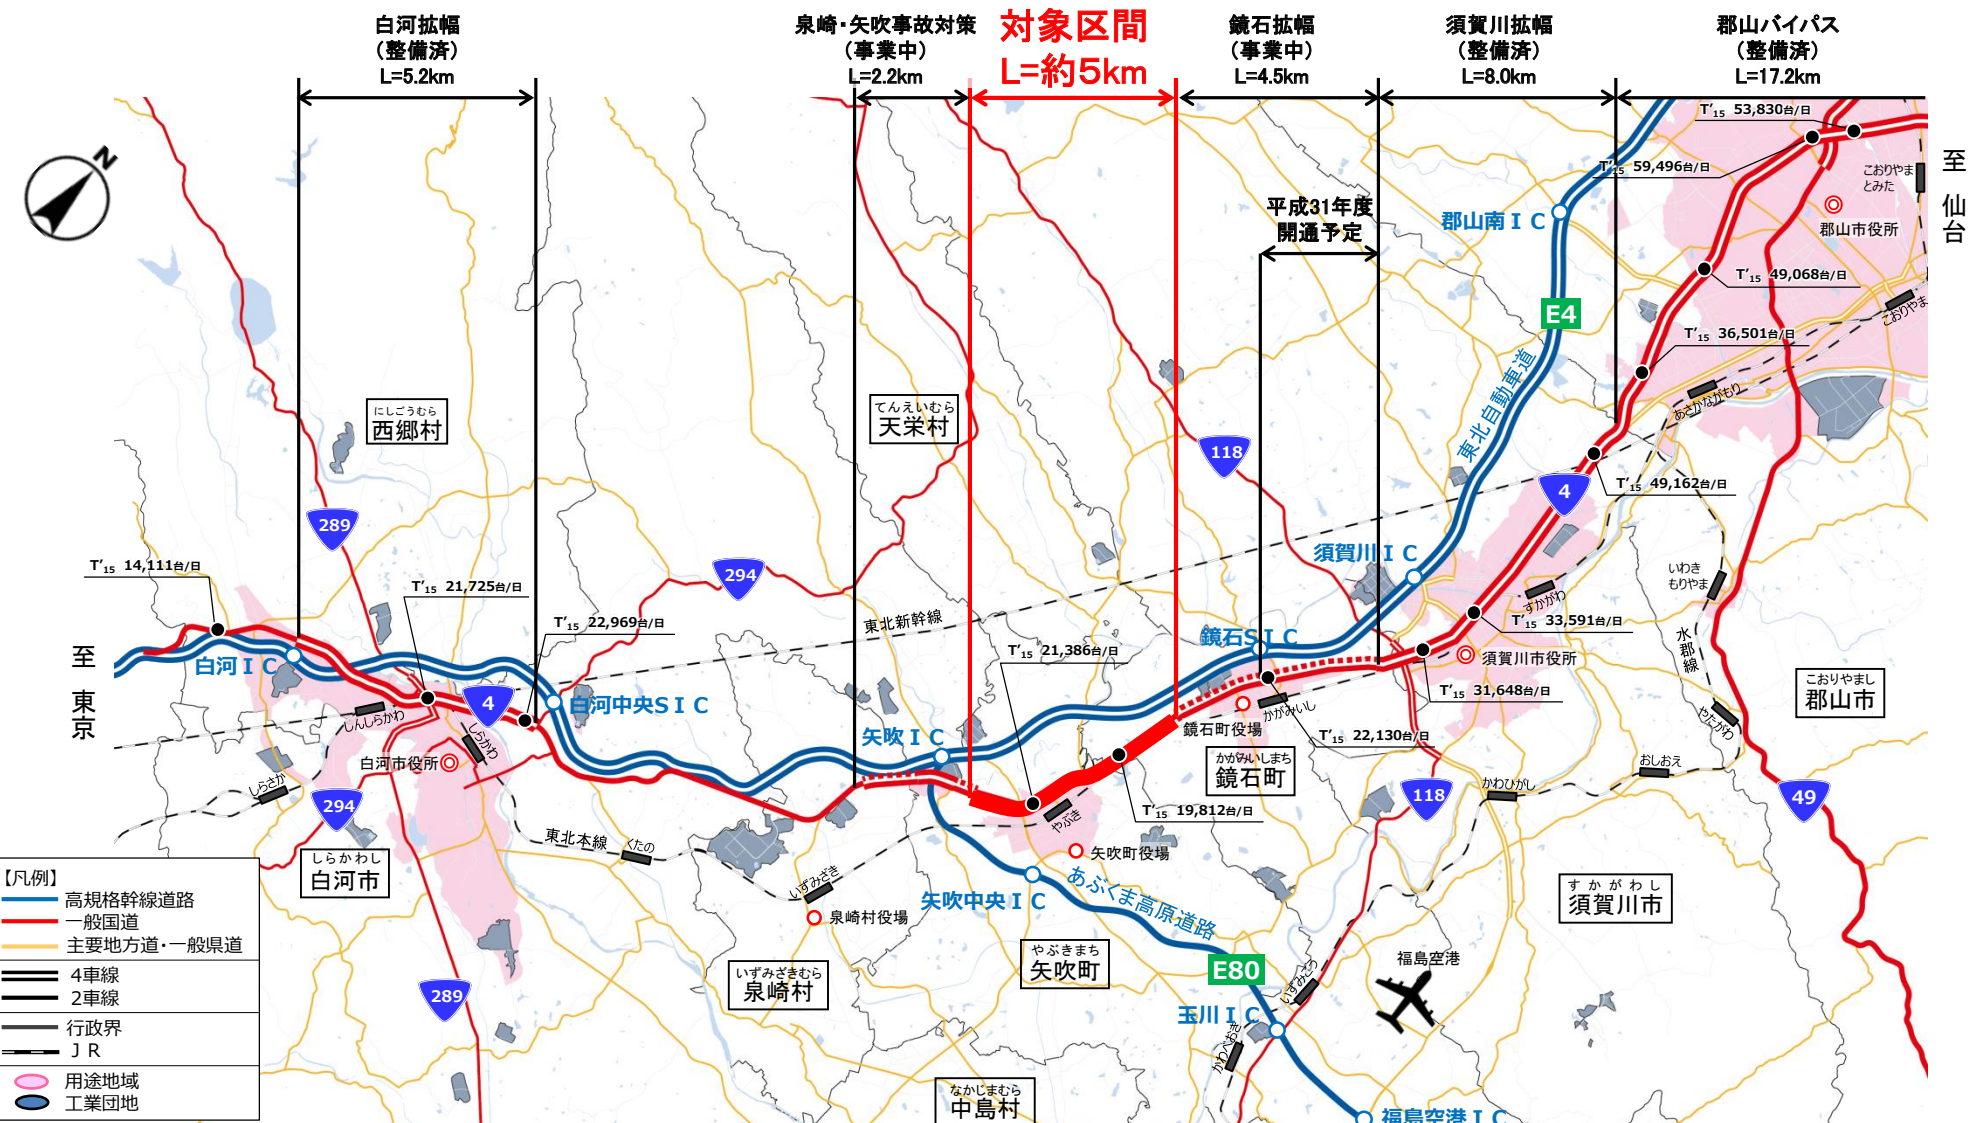 白河拡幅
（整備済）
L=5.2km
泉崎・矢吹事故対策
（事業中）
L=2.2km
対象区間
L=約5km
鏡石拡幅
（事業中）
L=4.5km
須賀川拡幅
（整備済）
L=8.0km
郡山バイパス
（整備済）
L=17.2km
N
T'15 53,830台/日
T'15 59,496台/日
こおりやま
とみた
至 仙台
郡山市役所
平成31年度
開通予定
郡山南ＩＣ
T'15 49,068台/日
E4
こおりやま
T'15 36,501台/日
東北自動車道
あさかながもり
にしごうむら
西郷村
てんえいむら
天栄村
118
4
T'15 49,162台/日
289
須賀川ＩＣ
294
T'15 14,111台/日
T'15 21,725台/日
すかがわ
いわき
もりやま
T'15 22,969台/日
東北新幹線
T'15 33,591台/日
水郡線
鏡石SＩＣ
T'15 21,386台/日
須賀川市役所
至 東京
白河ＩＣ
T'15 31,648台/日
こおりやまし
郡山市
4
白河中央SＩＣ
しんしらかわ
しらかわ
かがみいし
やたがわ
矢吹ＩＣ
鏡石町役場
T'15 22,130台/日
白河市役所
かがみいしまち
鏡石町
おしおえ
しらさか
294
かわひがし
118
49
T'15 19,812台/日
やぶき
東北本線
くたの
矢吹町役場
しらかわし
白河市
いずみざき
矢吹中央ＩＣ
あぶくま高原道路
すかがわし
須賀川市
泉崎村役場
【凡例】
高規格幹線道路
一般国道
主要地方道・一般県道
4車線
2車線
行政界
ＪＲ
用途地域
工業団地
やぶきまち
矢吹町
いずみざきむら
泉崎村
E80
福島空港
289
いずみごう
玉川ＩＣ
かわべおき
なかじまむら
中島村
福島空港ＩＣ